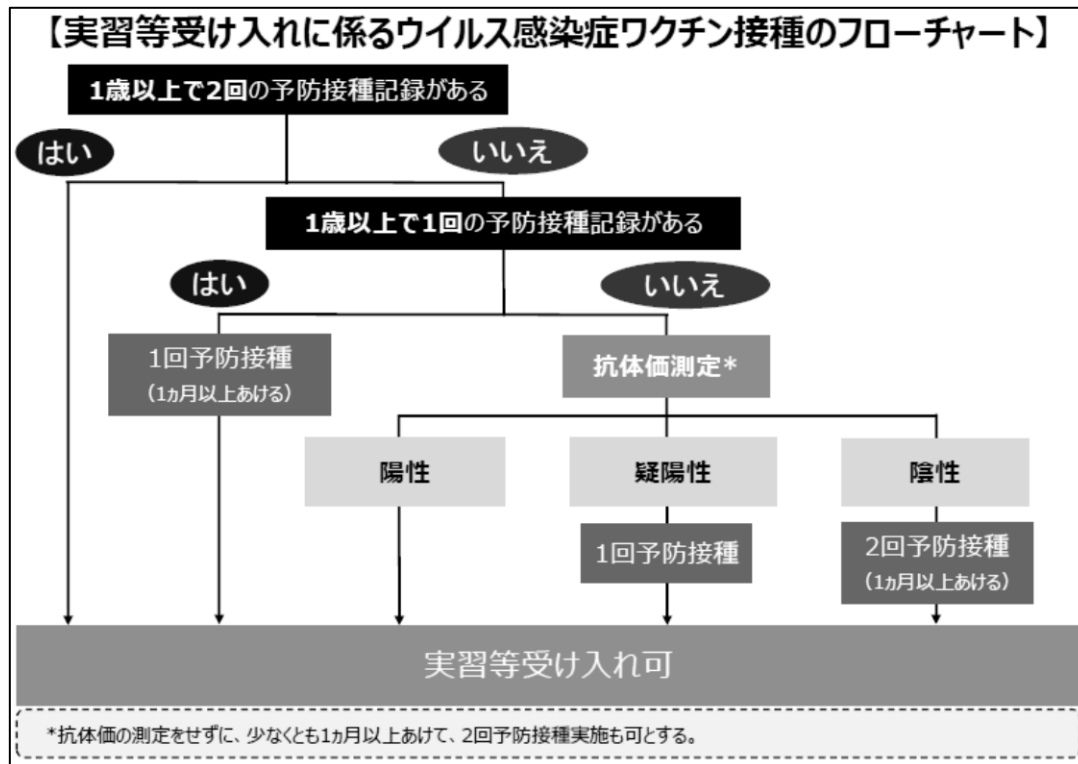 【実習等受け入れに係るウイルス感染症ワクチン接種のフローチャート】
1歳以上で2回の予防接種記録がある
はい
いいえ
1歳以上で1回の予防接種記録がある
はい
いいえ
1回予防接種
（1ヵ月以上あける）
抗体価測定*
陽性
疑陽性
陰性
1回予防接種
2回予防接種
（1ヵ月以上あける）
実習等受け入れ可
*抗体価の測定をせずに、少なくとも1ヵ月以上あけて、2回予防接種実施も可とする。